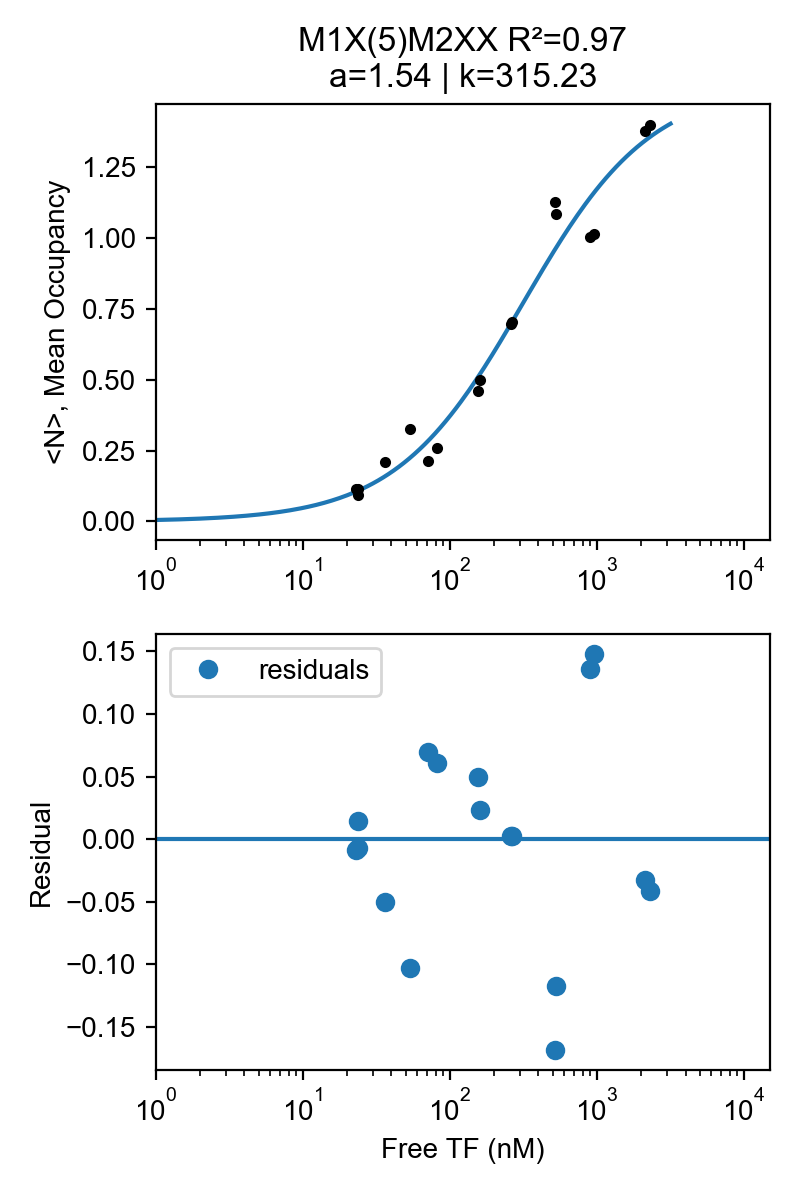 M1X(5)M2XX R²=0.97
a=1.54 | k=315.23
<N>, Mean Occupancy
1.25
1.00
0.75
0.50
0.25
0.00
10⁰ 10¹ 10² 10³ 10⁴
residuals
Residual
0.15
0.10
0.05
0.00
−0.05
−0.10
−0.15
10⁰ 10¹ 10² 10³ 10⁴
Free TF (nM)